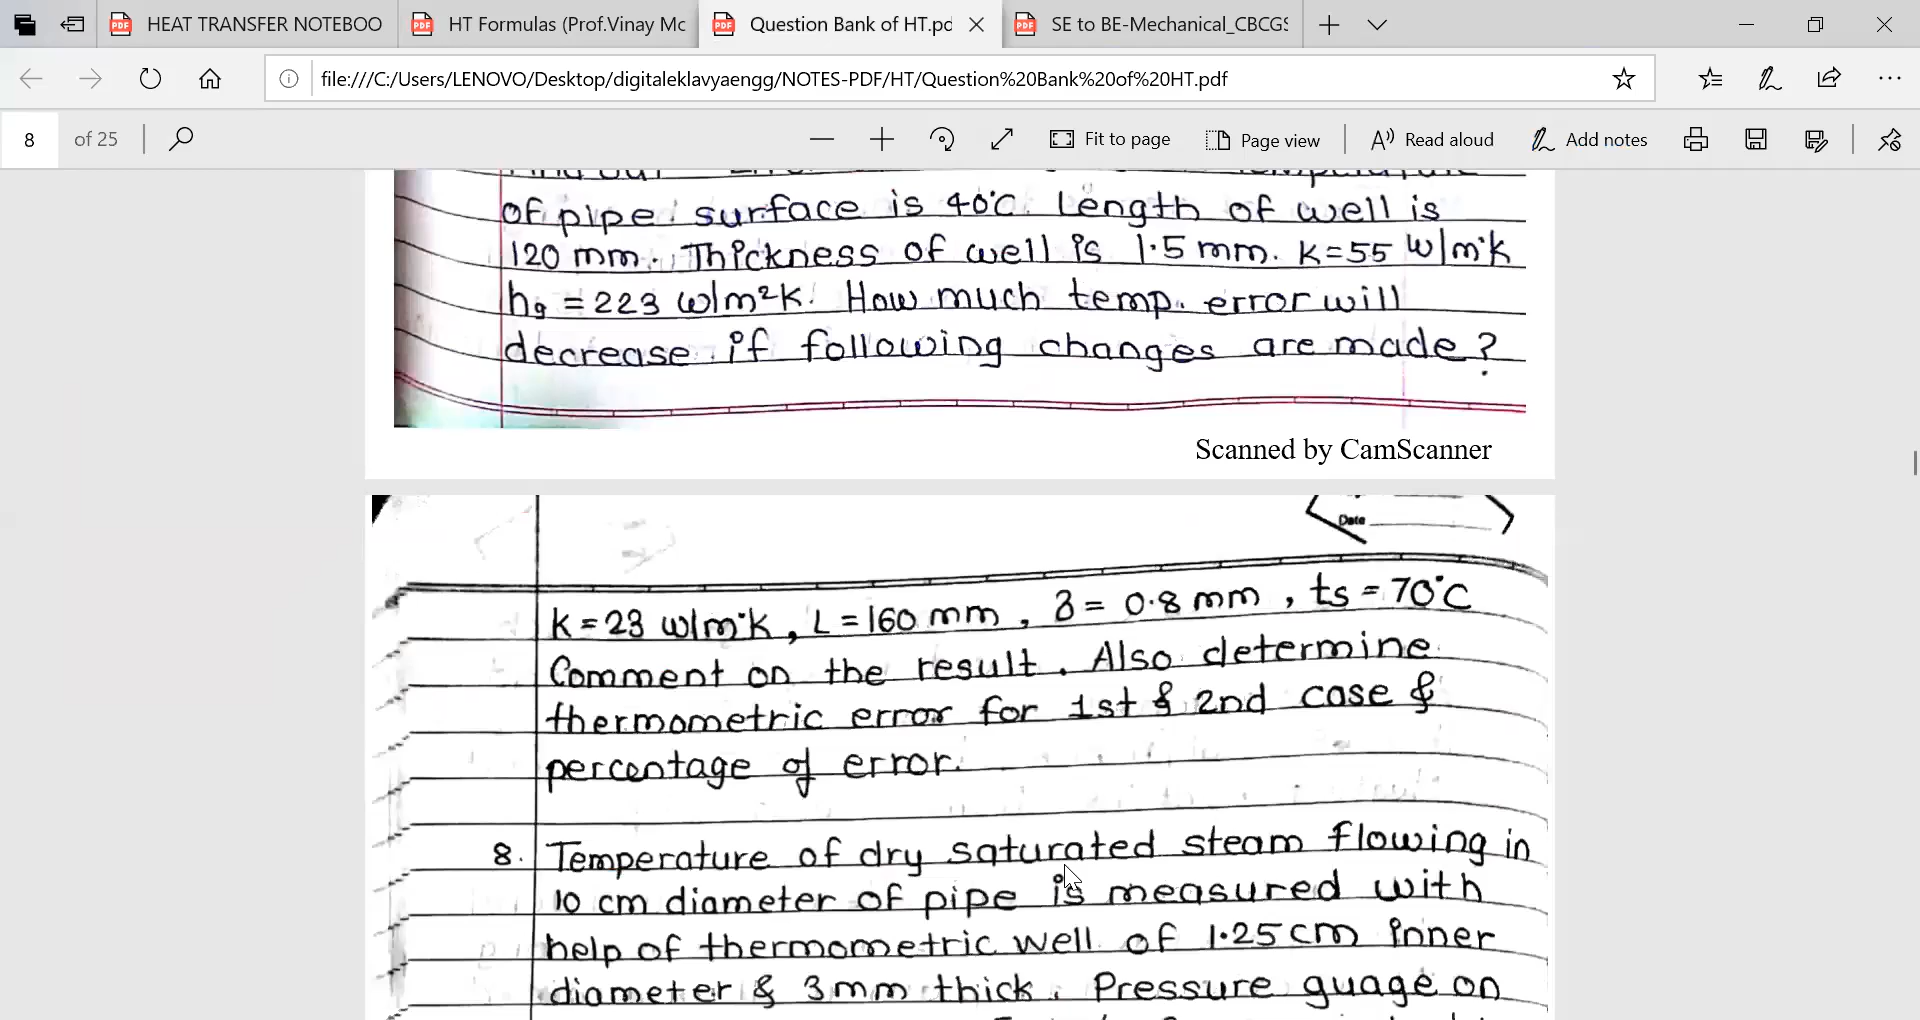 HEAT TRANSFER NOTEBOO
HT Formulas (Prof.Vinay Mc
Question Bank of HT.pd
SE to BE-Mechanical_CBCGS
file:///C:/Users/LENOVO/Desktop/digitaleklavyaengg/NOTES-PDF/HT/Question%20Bank%20of%20HT.pdf
8 of 25
Fit to page
Page view
Read aloud
Add notes
of pipe surface is 40°C. Length of well is
120 mm. Thickness of well is 1.5 mm. K=55 W/m°K
hg = 223 W/m²K. How much temp. error will
decrease if following changes are made?
Scanned by CamScanner
Date
K = 23 W/m°K, L = 160 mm, δ = 0.8 mm, ts = 70°C
Comment on the result. Also determine
thermometric error for 1st & 2nd case &
percentage of error.
8. Temperature of dry saturated steam flowing in
10 cm diameter of pipe is measured with
help of thermometric well of 1.25 cm inner
diameter & 3mm thick. Pressure guage on